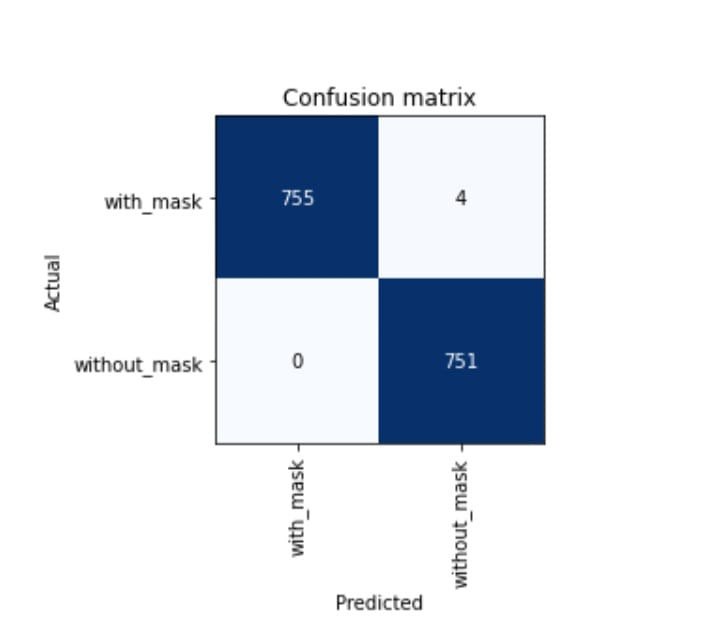 Confusion matrix
with_mask
755
4
Actual
without_mask
0
751
with_mask
without_mask
Predicted